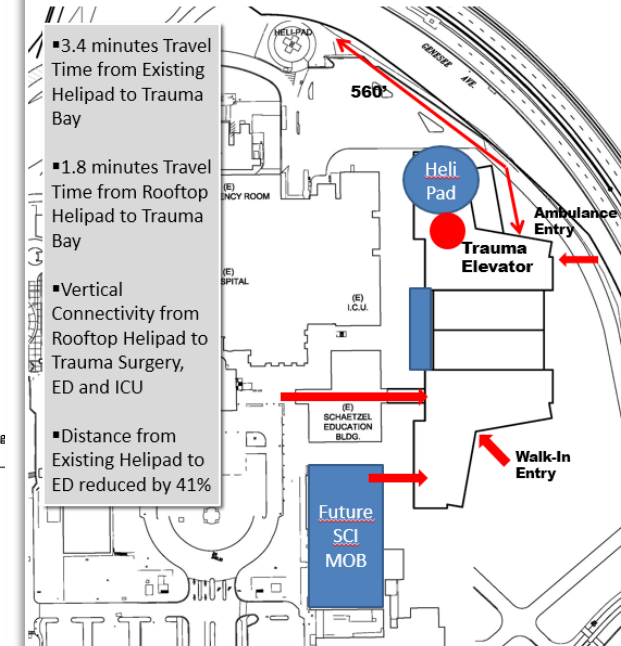 ▪3.4 minutes Travel
Time from Existing
Helipad to Trauma
Bay
▪1.8 minutes Travel
Time from Rooftop
Helipad to Trauma
Bay
▪Vertical
Connectivity from
Rooftop Helipad to
Trauma Surgery,
ED and ICU
▪Distance from
Existing Helipad to
ED reduced by 41%
HELI-PAD
GENESEE AVE.
560'
Heli
Pad
(E)
NCY ROOM
Ambulance
Entry
Trauma
Elevator
(E)
SPITAL
(E)
I.C.U.
(E)
SCHAETZEL
EDUCATION
BLDG.
Walk-In
Entry
Future
SCI
MOB